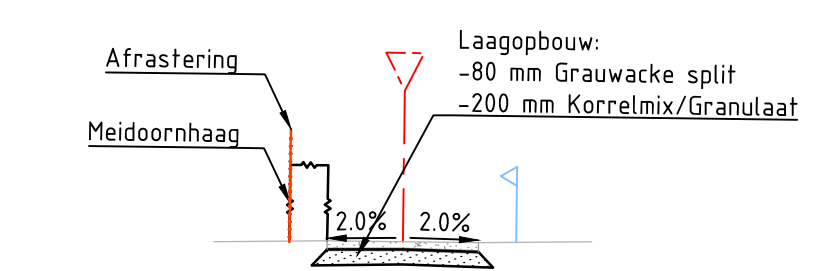 Laagopbouw:
-80 mm Grauwacke split
-200 mm Korrelmix/Granulaat
Afrastering
Meidoornhaag
2.0% 2.0%